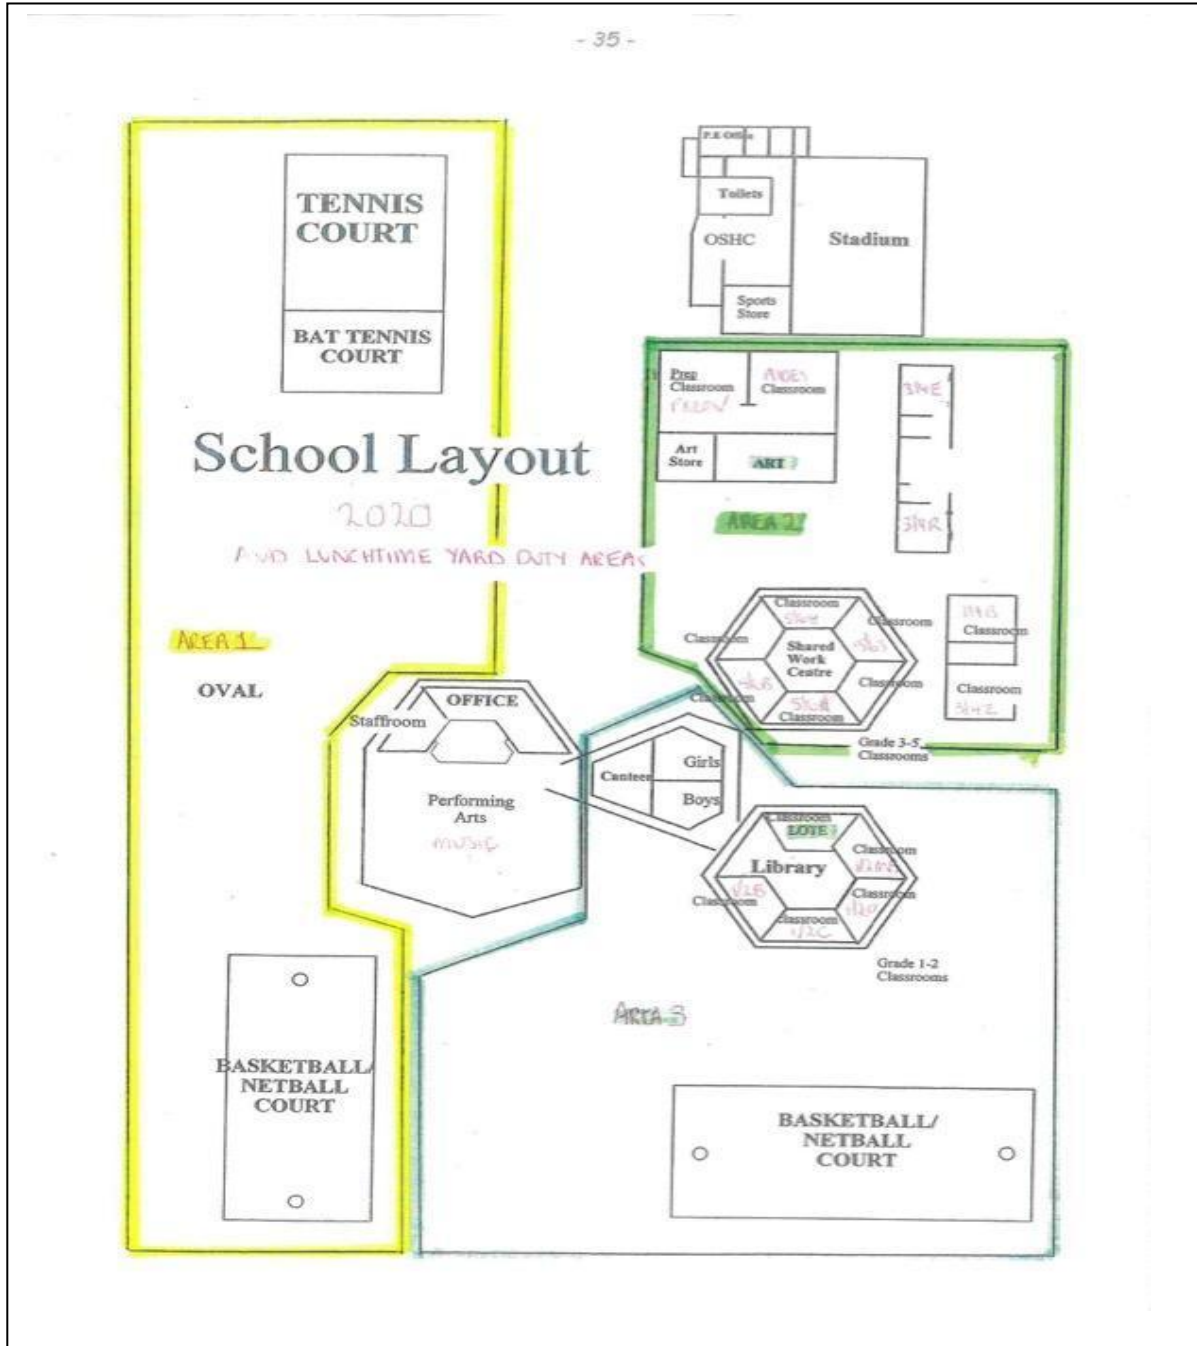 - 35 -
P.E Office
TENNIS
COURT
Toilets
OSHC
Stadium
Sports
Store
BAT TENNIS
COURT
Prep
Classroom
Classroom
3/4E
School Layout
Art
Store
ART
2020
AREA 2
3/4R
AND LUNCHTIME YARD DUTY AREAS
Classroom
Classroom
Classroom
Classroom
Shared
Work
Centre
AREA 1
OVAL
Classroom
Classroom
Classroom
Classroom
OFFICE
Staffroom
Grade 3-5
Classrooms
Canteen
Girls
Boys
Performing
Arts
MUSIC
Classroom
LOTE
Classroom
Library
1/2B
Classroom
Classroom
Classroom
1/2C
Grade 1-2
Classrooms
AREA 3
BASKETBALL/
NETBALL
COURT
BASKETBALL/
NETBALL
COURT